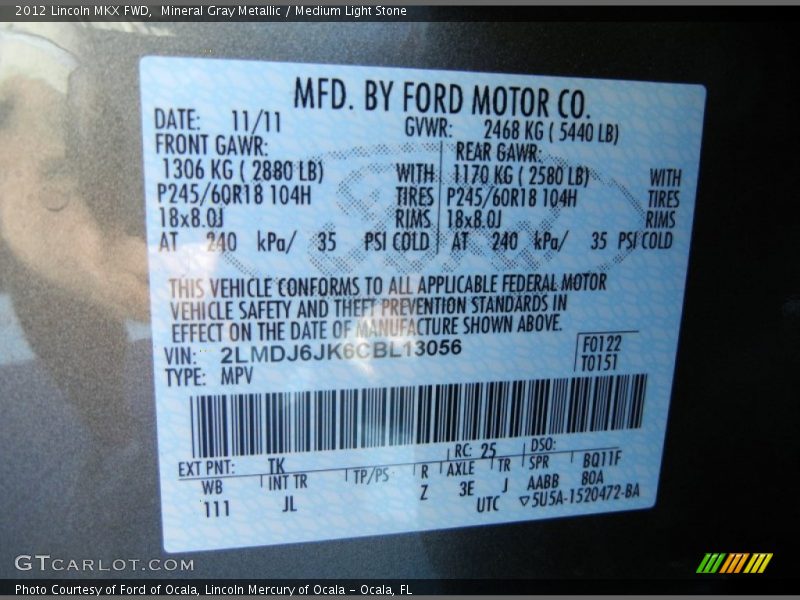 2012 Lincoln MKX FWD,  Mineral Gray Metallic / Medium Light Stone
MFD. BY FORD MOTOR CO.
DATE: 11/11 GVWR: 2468 KG ( 5440 LB)
FRONT GAWR: REAR GAWR:
1306 KG ( 2880 LB) WITH 1170 KG ( 2580 LB) WITH
P245/60R18 104H TIRES P245/60R18 104H TIRES
18x8.0J RIMS 18x8.0J RIMS
AT 240 kPa/ 35 PSI COLD AT 240 kPa/ 35 PSI COLD
THIS VEHICLE CONFORMS TO ALL APPLICABLE FEDERAL MOTOR
VEHICLE SAFETY AND THEFT PREVENTION STANDARDS IN
EFFECT ON THE DATE OF MANUFACTURE SHOWN ABOVE.
VIN: 2LMDJ6JK6CBL13056 F0122
TYPE: MPV T0151
EXT PNT: TK RC: 25 DSO:
WB INT TR TP/PS R AXLE TR SPR BQ11F
111 JL Z 3E J AABB 80A
UTC ▽5U5A-1520472-BA
GTCARLOT.COM
Photo Courtesy of Ford of Ocala, Lincoln Mercury of Ocala – Ocala, FL